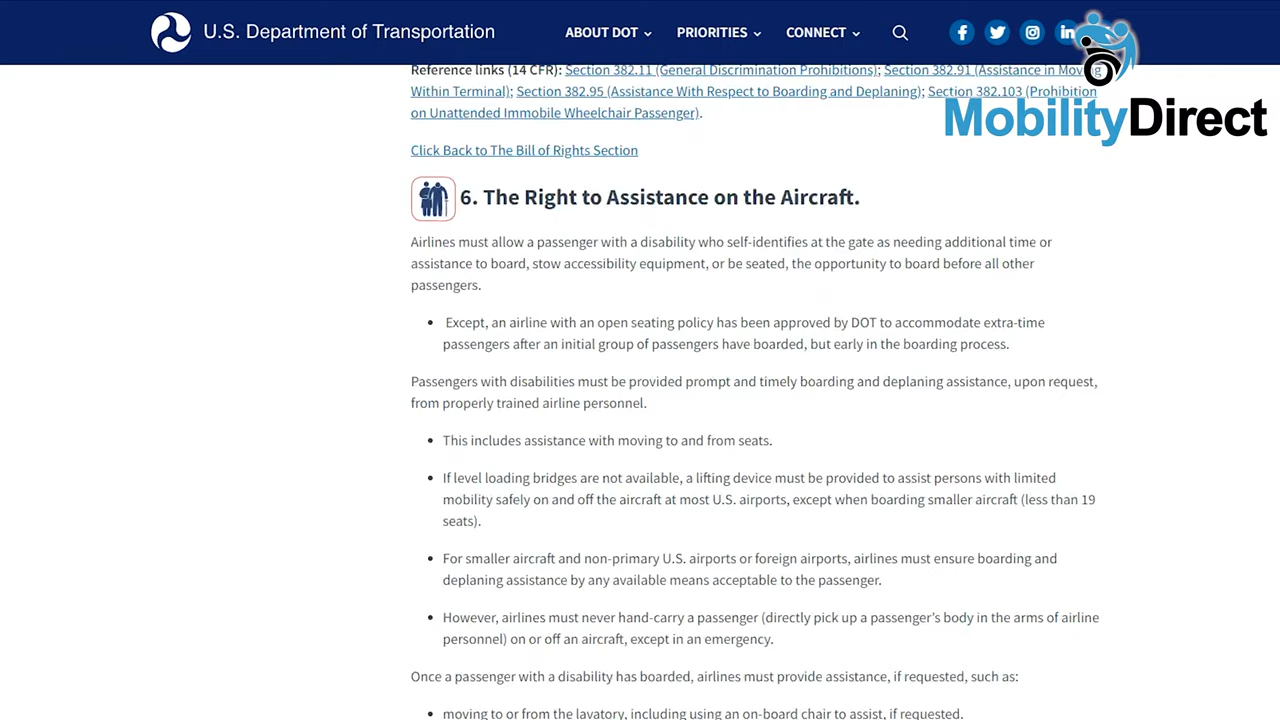 U.S. Department of Transportation
ABOUT DOT
PRIORITIES
CONNECT
MobilityDirect
Reference links (14 CFR): Section 382.11 (General Discrimination Prohibitions); Section 382.91 (Assistance in Moving
Within Terminal); Section 382.95 (Assistance With Respect to Boarding and Deplaning); Section 382.103 (Prohibition
on Unattended Immobile Wheelchair Passenger).
Click Back to The Bill of Rights Section
6. The Right to Assistance on the Aircraft.
Airlines must allow a passenger with a disability who self-identifies at the gate as needing additional time or
assistance to board, stow accessibility equipment, or be seated, the opportunity to board before all other
passengers.
• Except, an airline with an open seating policy has been approved by DOT to accommodate extra-time
passengers after an initial group of passengers have boarded, but early in the boarding process.
Passengers with disabilities must be provided prompt and timely boarding and deplaning assistance, upon request,
from properly trained airline personnel.
• This includes assistance with moving to and from seats.
• If level loading bridges are not available, a lifting device must be provided to assist persons with limited
mobility safely on and off the aircraft at most U.S. airports, except when boarding smaller aircraft (less than 19
seats).
• For smaller aircraft and non-primary U.S. airports or foreign airports, airlines must ensure boarding and
deplaning assistance by any available means acceptable to the passenger.
• However, airlines must never hand-carry a passenger (directly pick up a passenger's body in the arms of airline
personnel) on or off an aircraft, except in an emergency.
Once a passenger with a disability has boarded, airlines must provide assistance, if requested, such as:
• moving to or from the lavatory, including using an on-board chair to assist, if requested.